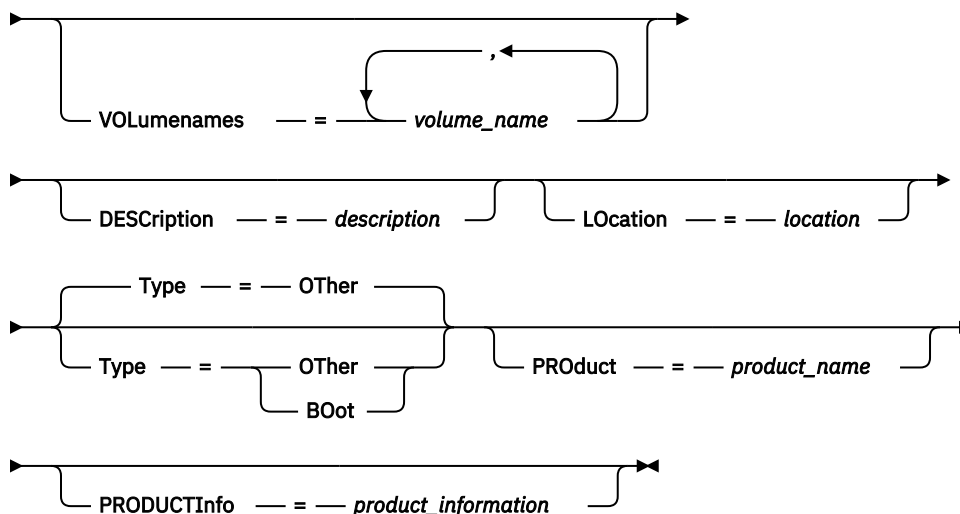 ,
VOLumenames = volume_name
DESCription = description LOcation = location
Type = OTher
Type = OTher PROduct = product_name
BOot
PRODUCTInfo = product_information